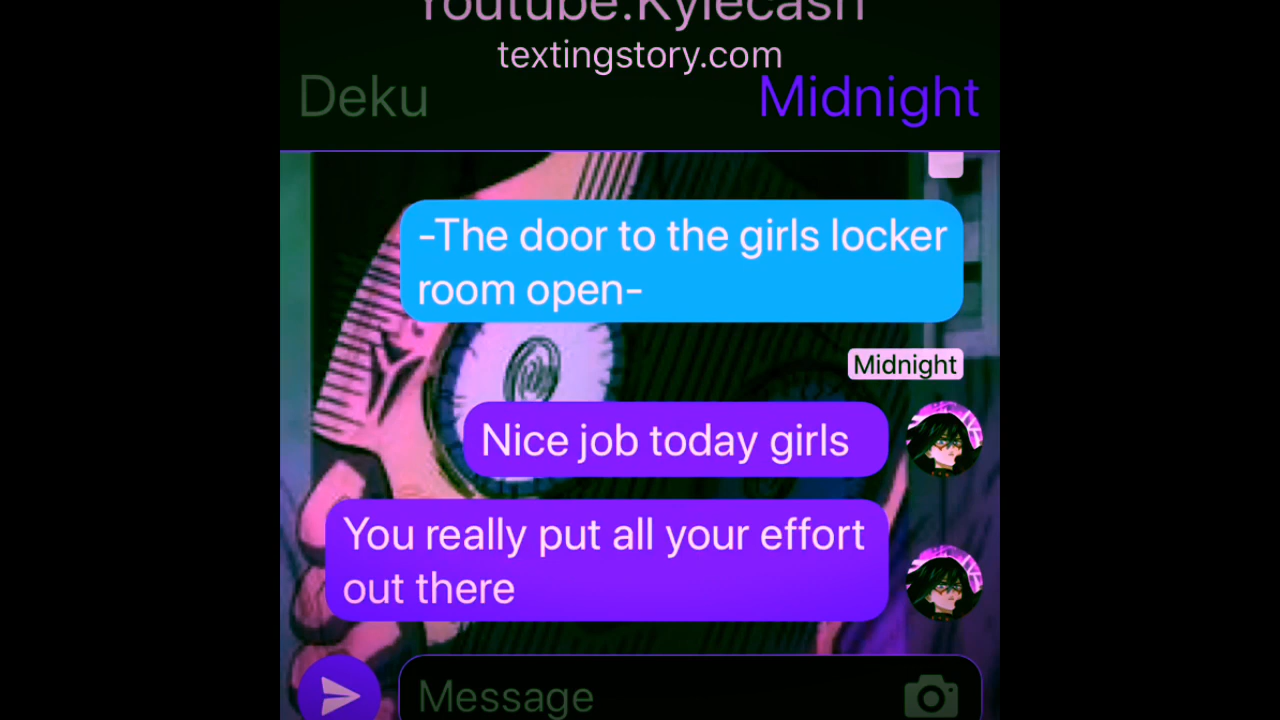 Youtube:Kylecash
textingstory.com
Deku
Midnight
-The door to the girls locker
room open-
Midnight
Nice job today girls
You really put all your effort
out there
Message